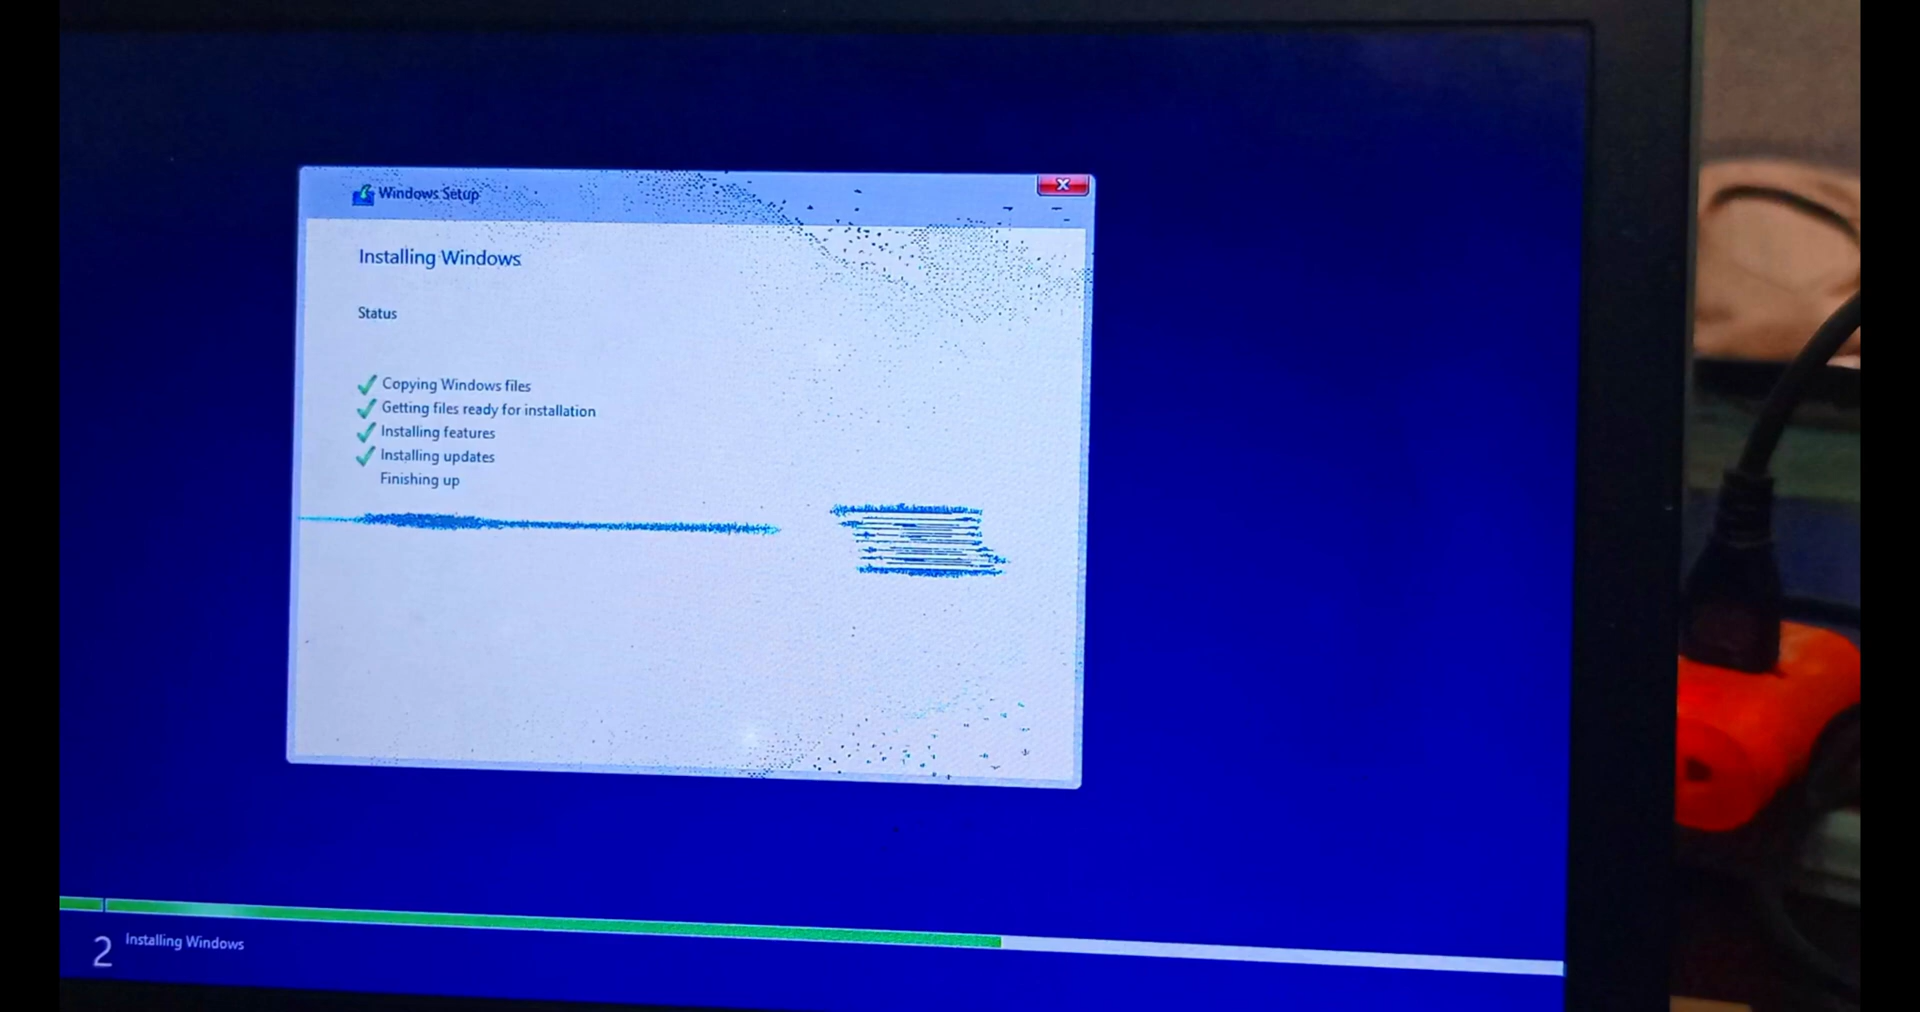 Windows Setup
Installing Windows
Status
Copying Windows files
Getting files ready for installation
Installing features
Installing updates
Finishing up
2 Installing Windows